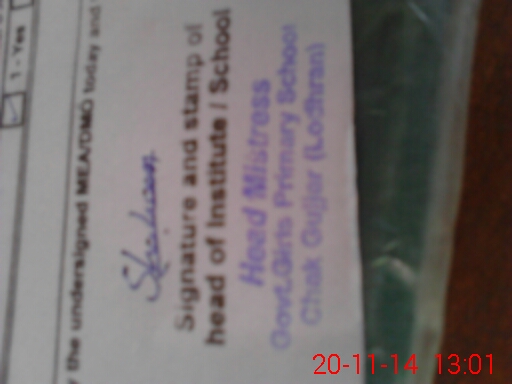 1 - Yes
the undersigned MEA/DMO today and
Signature and stamp of
head of Institute / School
Head Mistress
Govt.Girls Primary School
Chak Gujjer (Lodhran)
20-11-14 13:01